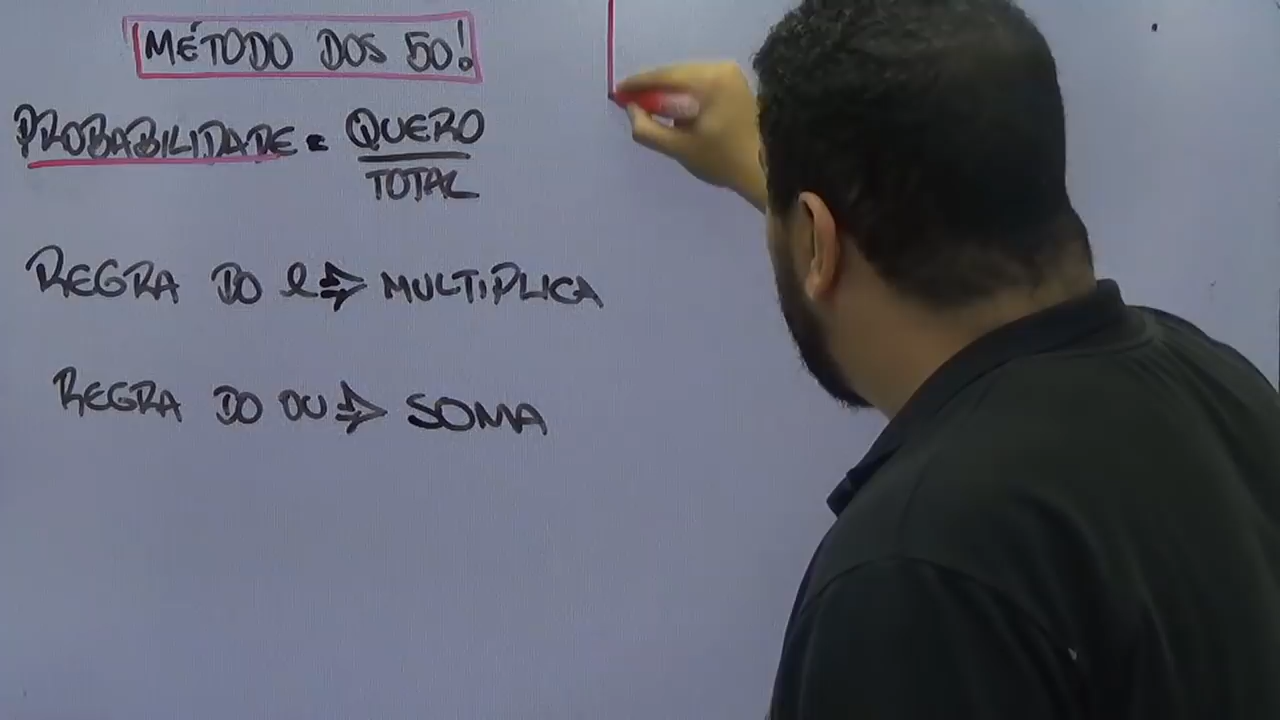 MÉTODO DOS 50!
PROBABILIDADE = QUERO
TOTAL
REGRA DO e ⇒ MULTIPLICA
REGRA DO OU ⇒ SOMA